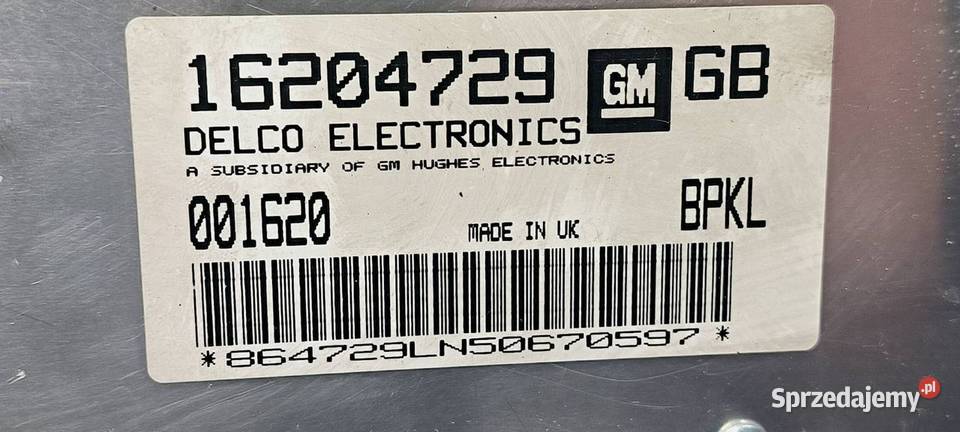 16204729 GM GB
DELCO ELECTRONICS
A SUBSIDIARY OF GM HUGHES ELECTRONICS
001620 MADE IN UK BPKL
*864729LN50670597*
Sprzedajemy.pl